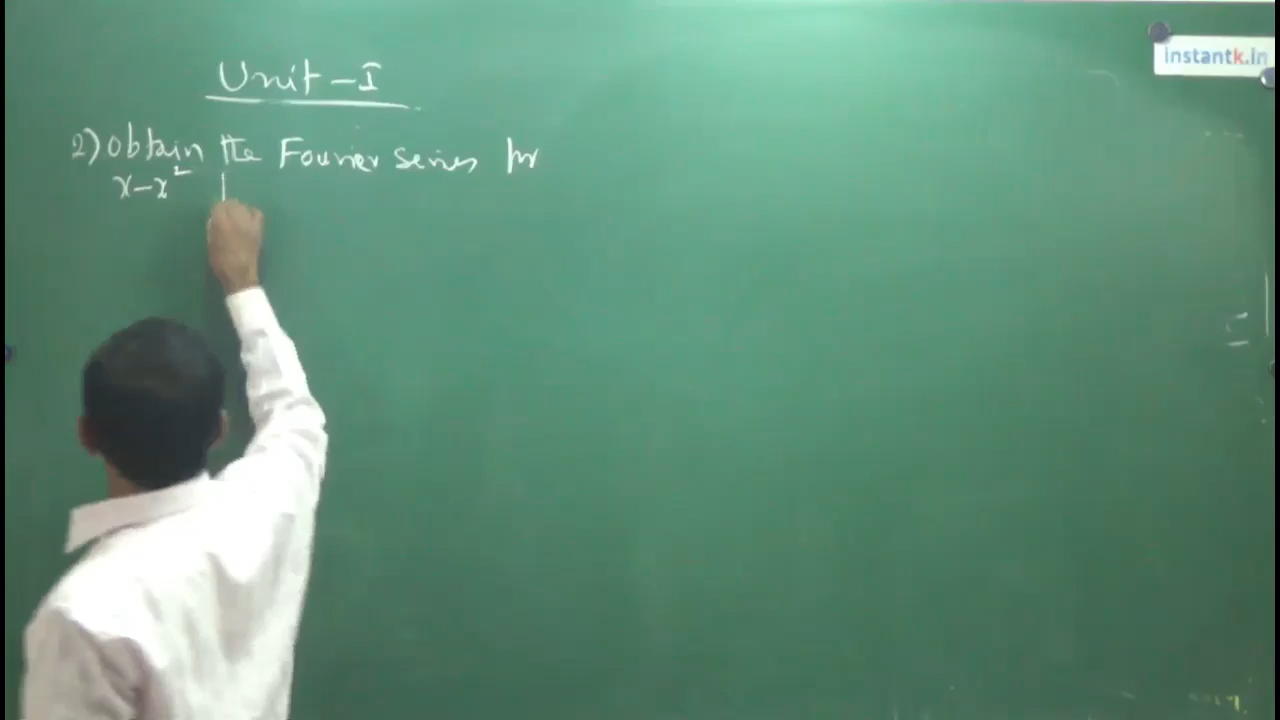 instantk.in
Unit - I
2) Obtain the Fourier series for
x-x²